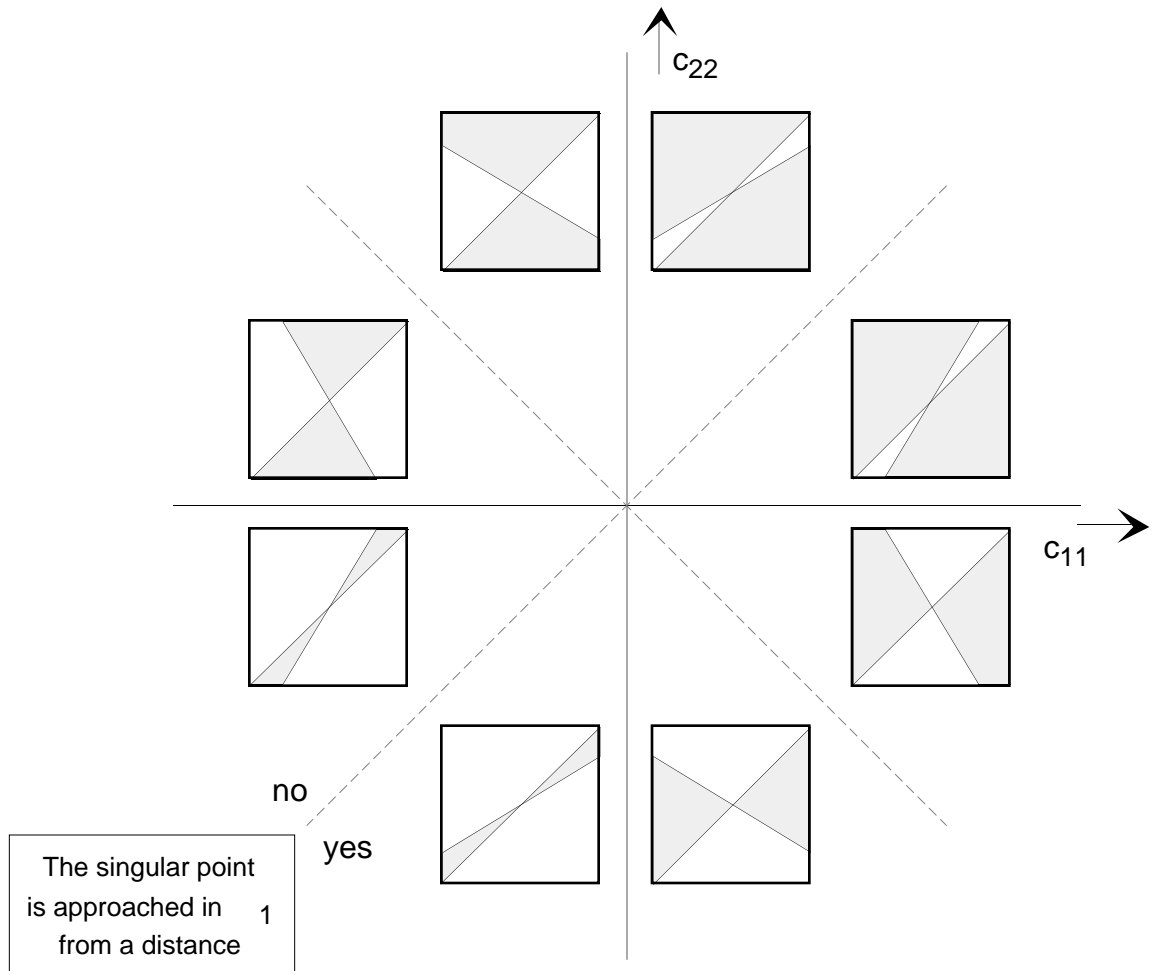 c22
c11
no
yes
The singular point
is approached in 1
from a distance